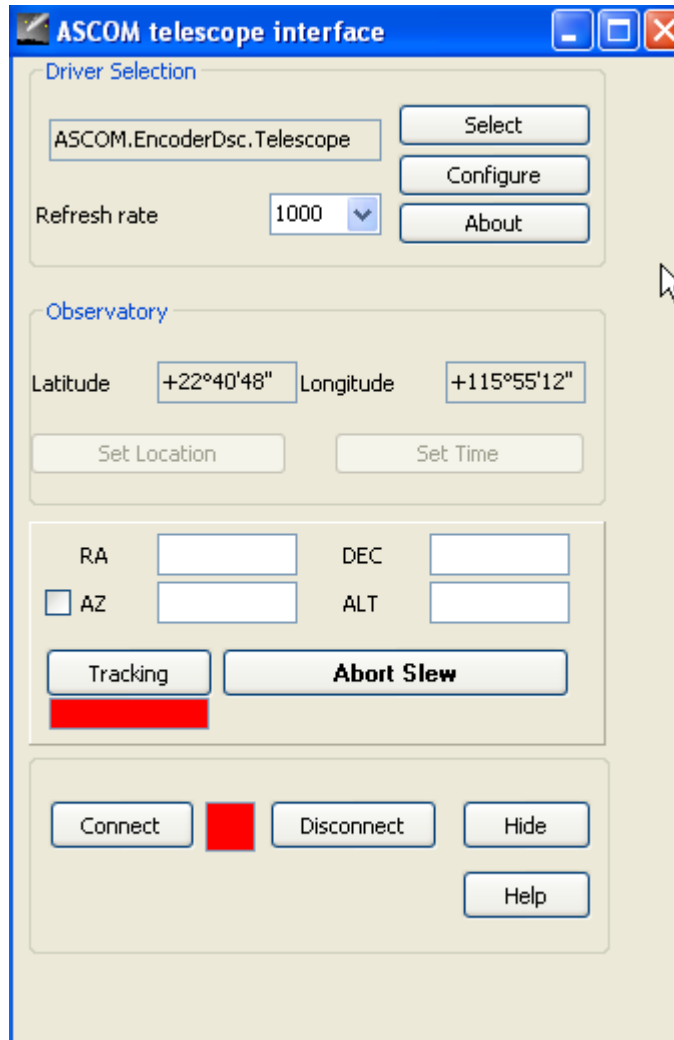 ASCOM telescope interface
Driver Selection
ASCOM.EncoderDsc.Telescope
Select
Configure
Refresh rate 1000
About
Observatory
Latitude +22°40'48" Longitude +115°55'12"
Set Location Set Time
RA DEC
AZ ALT
Tracking Abort Slew
Connect Disconnect Hide
Help